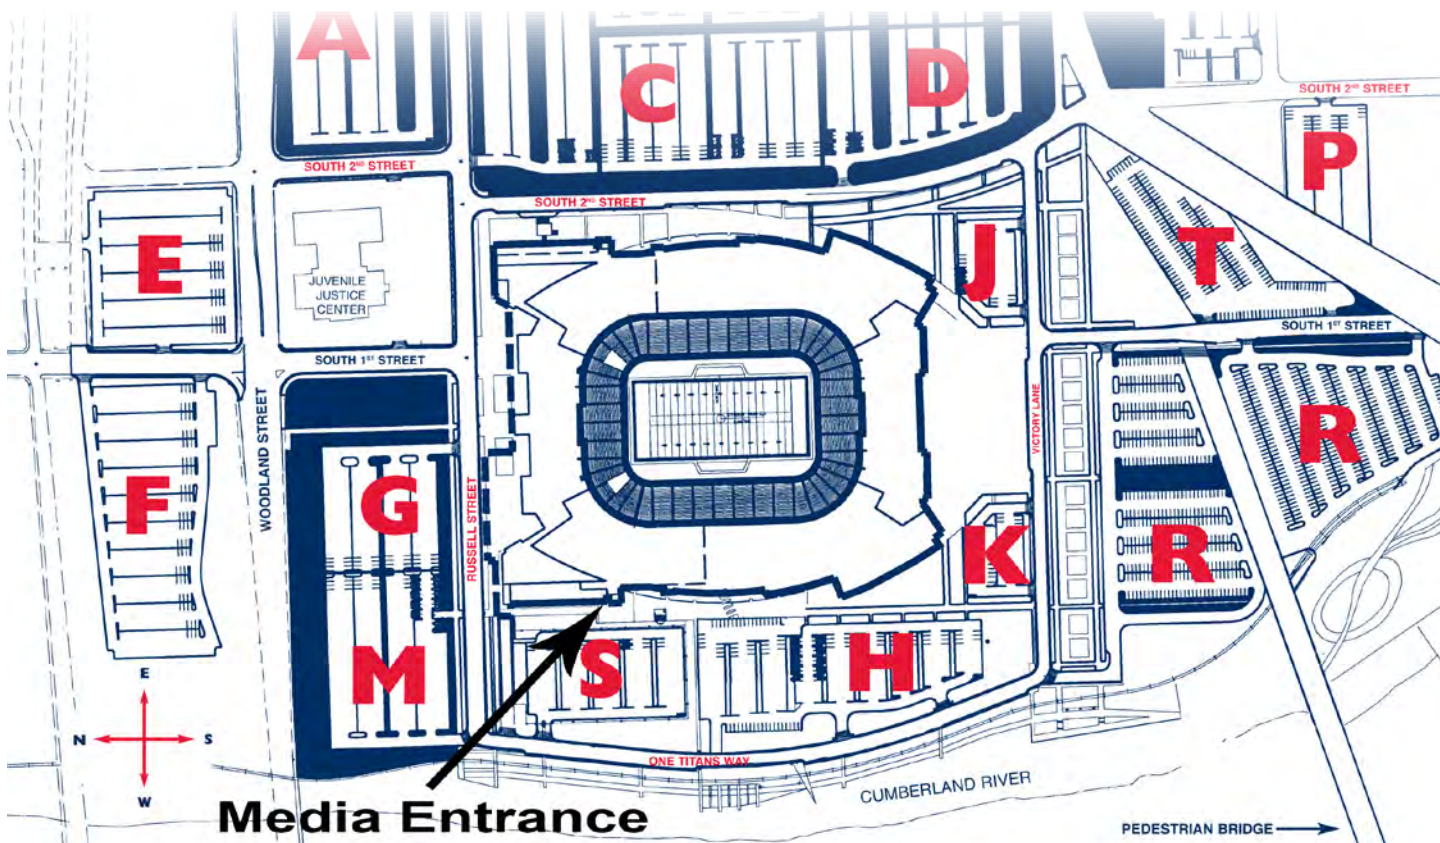 A
C
D
SOUTH 2ND STREET
P
SOUTH 2ND STREET
SOUTH 2ND STREET
E
JUVENILE
JUSTICE
CENTER
J
T
SOUTH 1ST STREET
SOUTH 1ST STREET
WOODLAND STREET
VICTORY LANE
R
F
G
RUSSELL STREET
K
R
M
S
H
E
N
S
W
ONE TITANS WAY
CUMBERLAND RIVER
Media Entrance
PEDESTRIAN BRIDGE